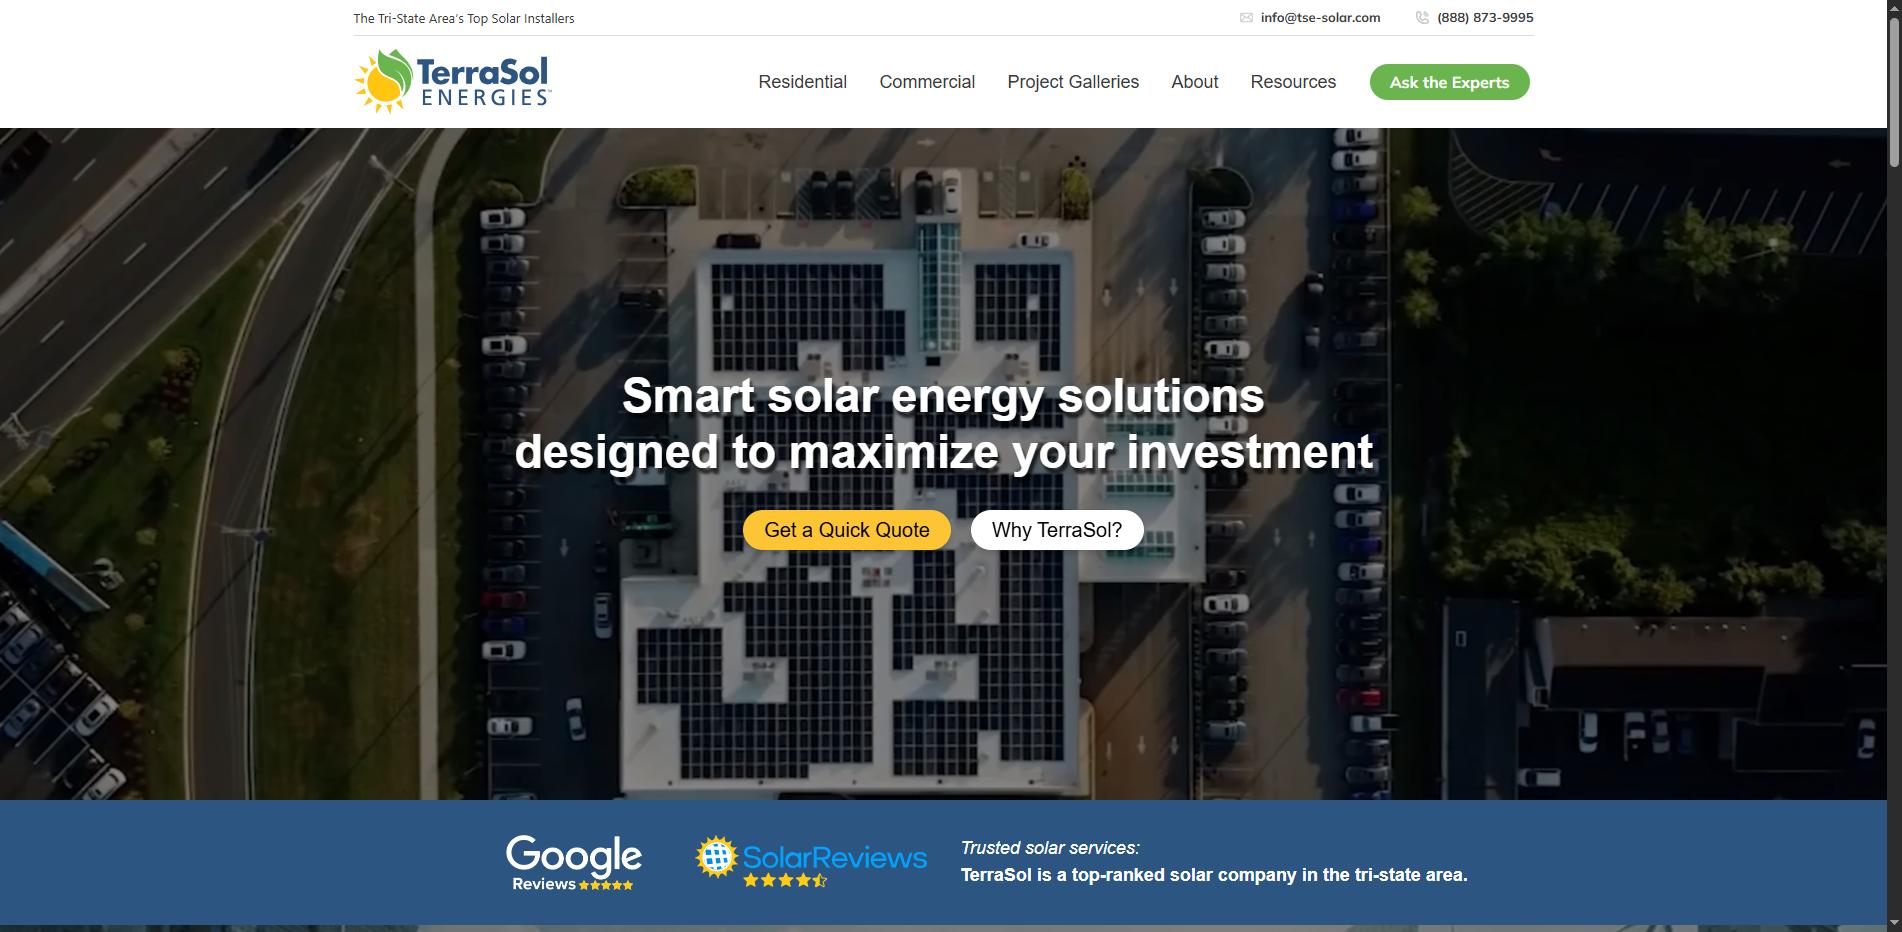 The Tri-State Area's Top Solar Installers
info@tse-solar.com
(888) 873-9995
TerraSol
ENERGIES™
Residential
Commercial
Project Galleries
About
Resources
Ask the Experts
Smart solar energy solutions
designed to maximize your investment
Get a Quick Quote
Why TerraSol?
Google
Reviews
SolarReviews
Trusted solar services:
TerraSol is a top-ranked solar company in the tri-state area.